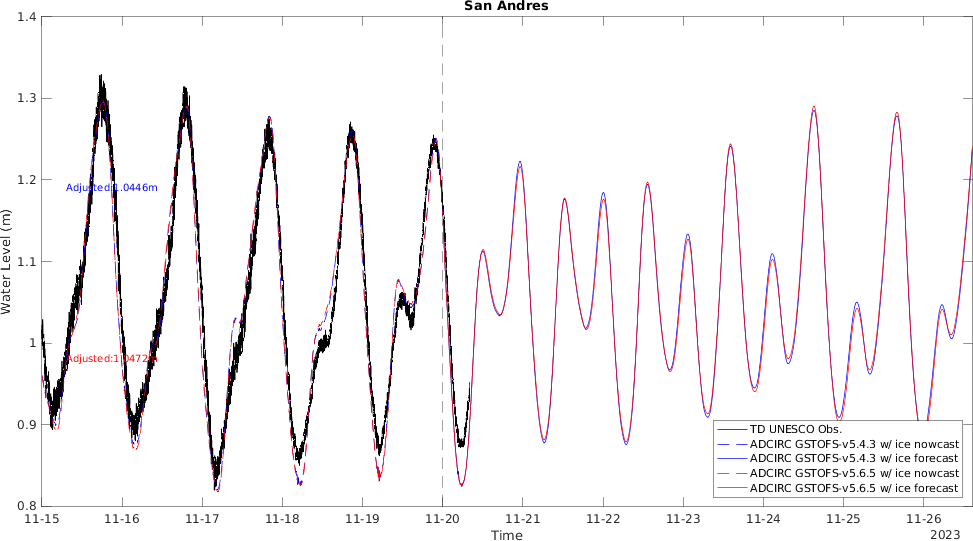 San Andres
1.4
1.3
1.2
1.1
1
0.9
0.8
Water Level (m)
Adjusted:1.0446m
Adjusted:1.0472m
TD UNESCO Obs.
ADCIRC GSTOFS-v5.4.3 w/ ice nowcast
ADCIRC GSTOFS-v5.4.3 w/ ice forecast
ADCIRC GSTOFS-v5.6.5 w/ ice nowcast
ADCIRC GSTOFS-v5.6.5 w/ ice forecast
11-15 11-16 11-17 11-18 11-19 11-20 11-21 11-22 11-23 11-24 11-25 11-26
Time
2023